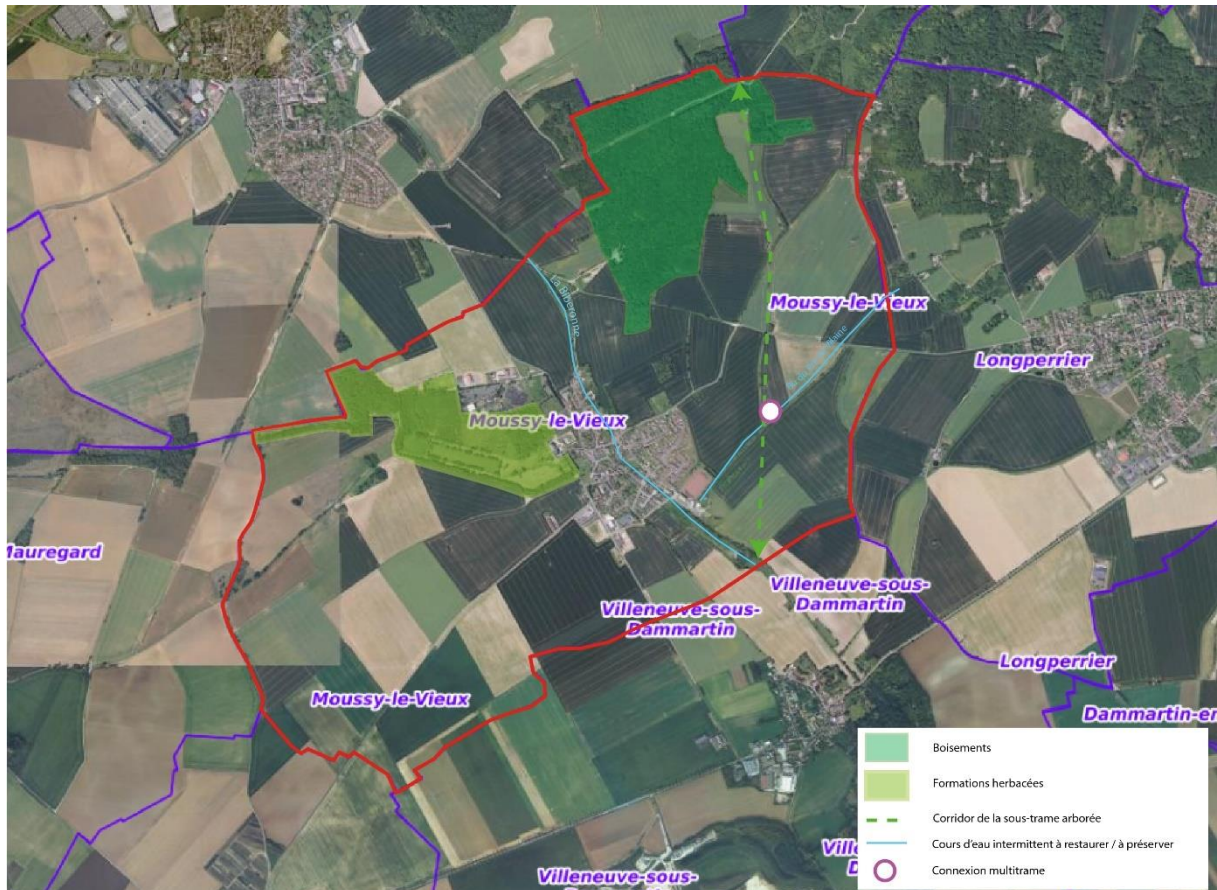 La Biberonne
Moussy-le-Vieux
Longperrier
Moussy-le-Vieux
Mauregard
Villeneuve-sous-
Dammartin
Villeneuve-sous-
Dammartin
Longperrier
Moussy-le-Vieux
Dammartin-en
Boisements
Formations herbacées
Corridor de la sous-trame arborée
Cours d'eau intermittent à restaurer / à préserver
Connexion multitrame
Villeneuve-sous-